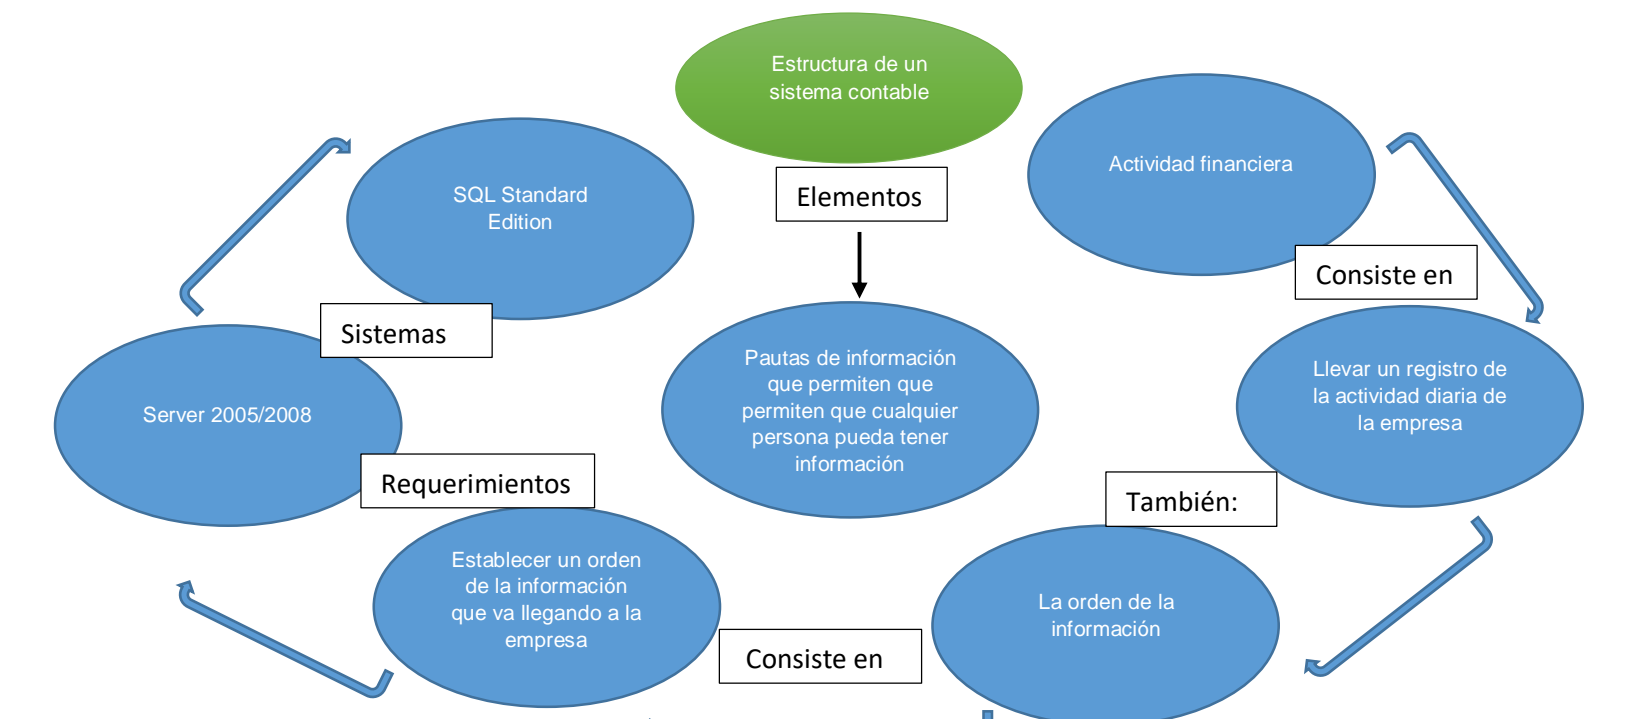 Estructura de un
sistema contable
Elementos
Pautas de información
que permiten que
permiten que cualquier
persona pueda tener
información
Actividad financiera
Consiste en
Llevar un registro de
la actividad diaria de
la empresa
También:
La orden de la
información
Consiste en
Establecer un orden
de la información
que va llegando a la
empresa
Requerimientos
Server 2005/2008
Sistemas
SQL Standard
Edition